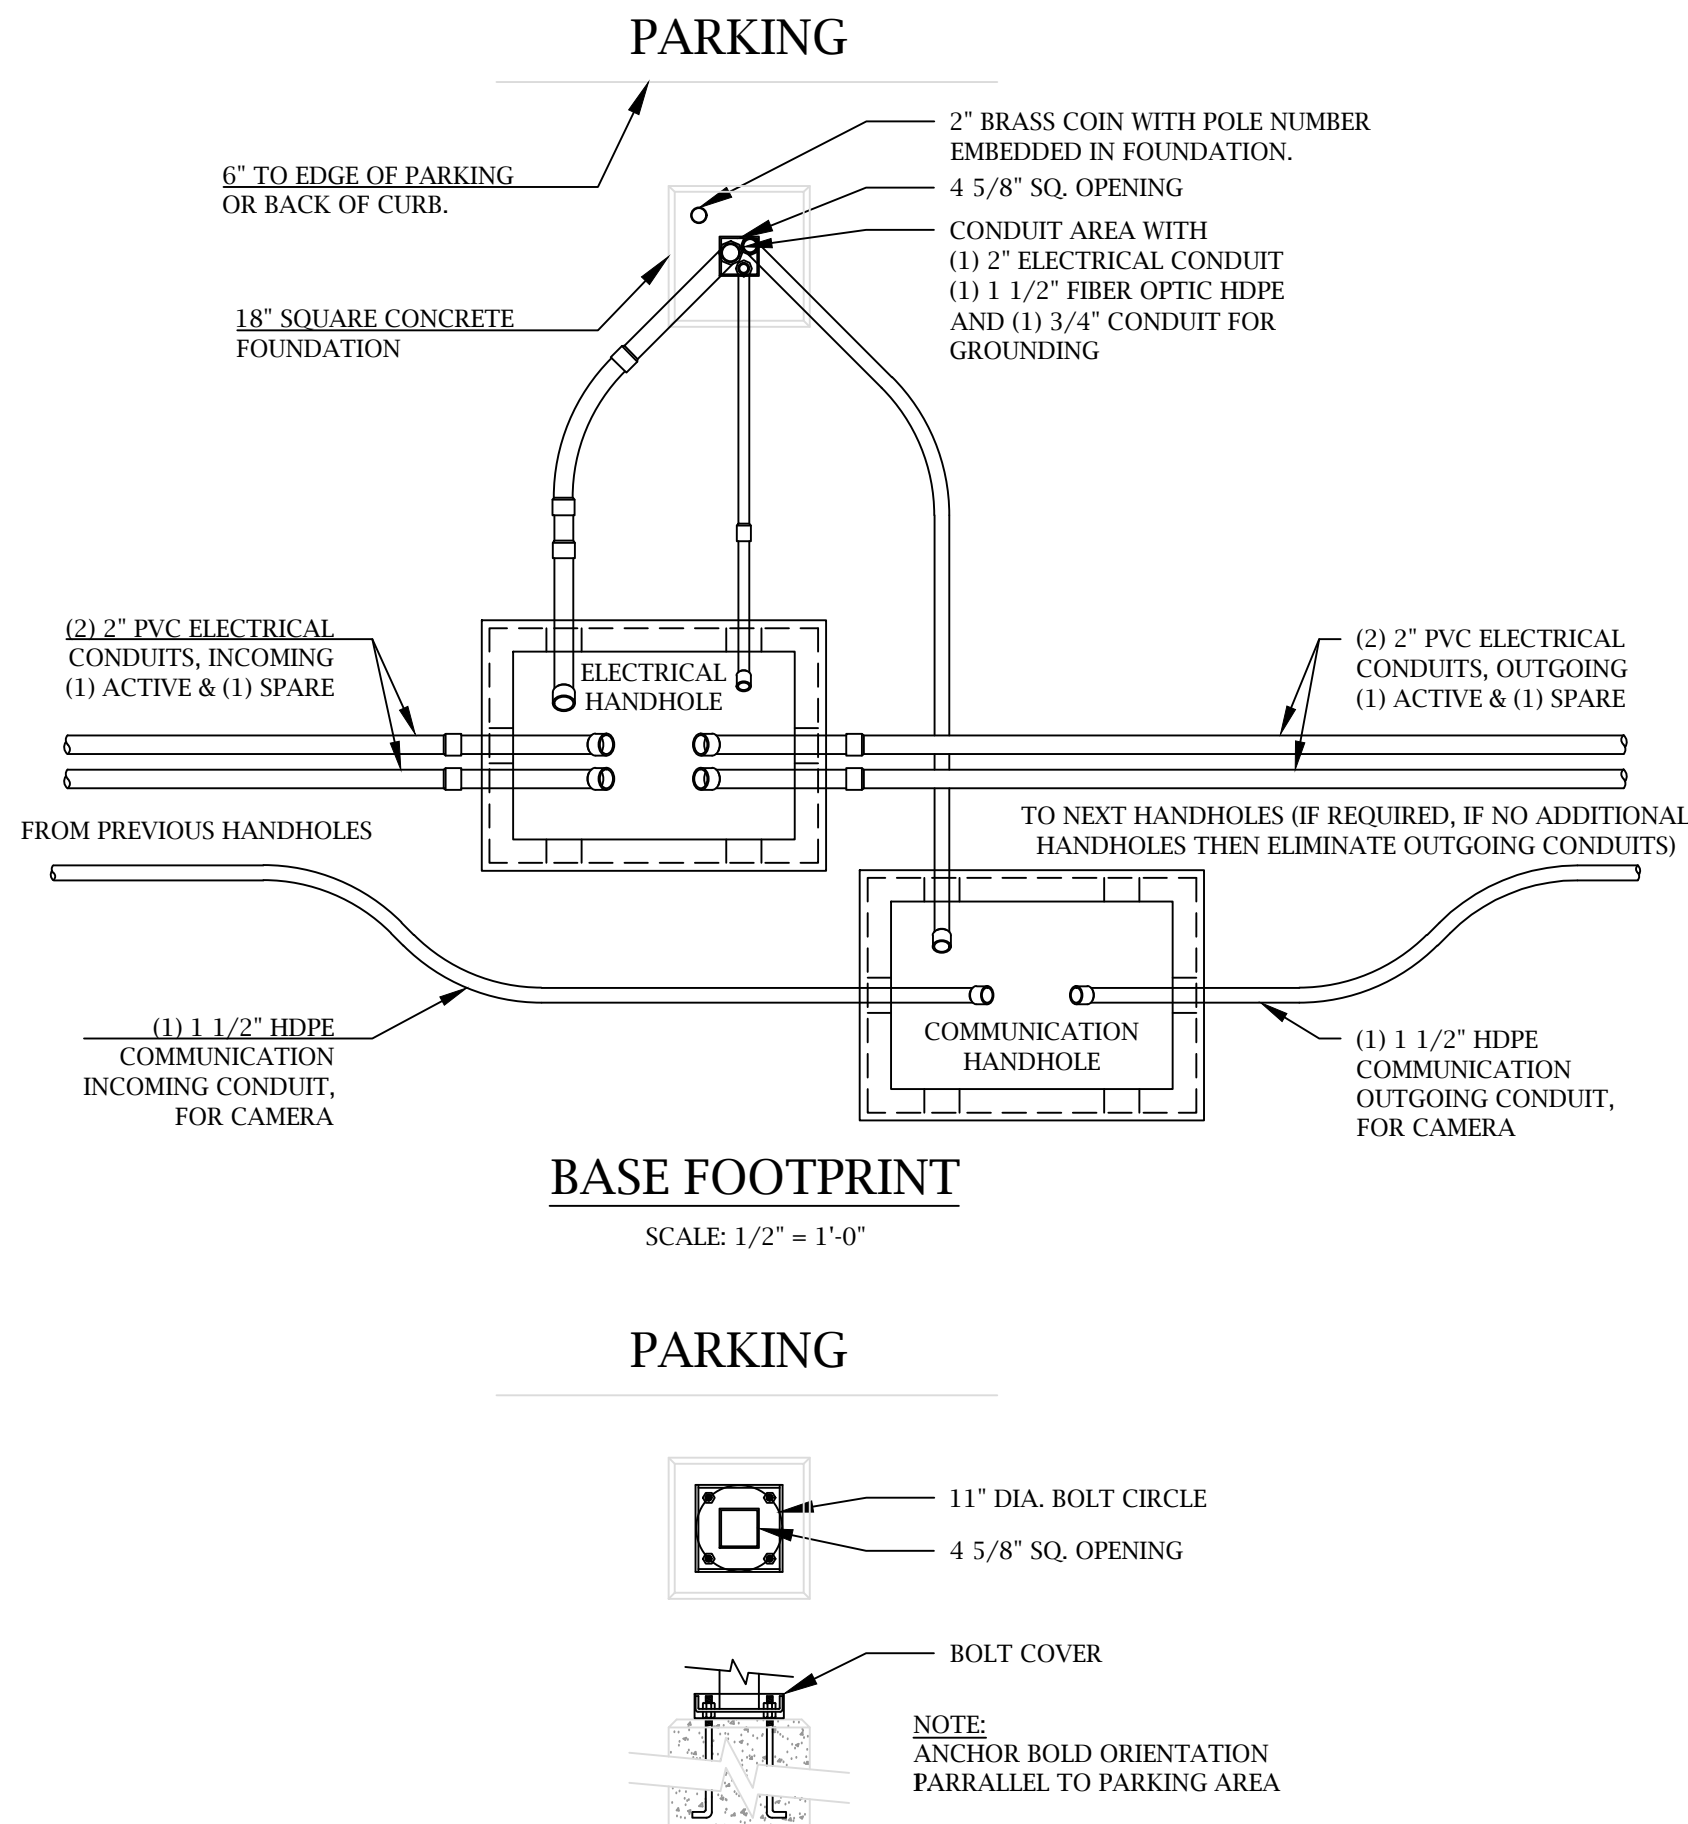 PARKING
2" BRASS COIN WITH POLE NUMBER
EMBEDDED IN FOUNDATION.
6" TO EDGE OF PARKING
OR BACK OF CURB.
4 5/8" SQ. OPENING
CONDUIT AREA WITH
(1) 2" ELECTRICAL CONDUIT
(1) 1 1/2" FIBER OPTIC HDPE
AND (1) 3/4" CONDUIT FOR
GROUNDING
18" SQUARE CONCRETE
FOUNDATION
(2) 2" PVC ELECTRICAL
CONDUITS, INCOMING
(1) ACTIVE & (1) SPARE
ELECTRICAL
HANDHOLE
(2) 2" PVC ELECTRICAL
CONDUITS, OUTGOING
(1) ACTIVE & (1) SPARE
FROM PREVIOUS HANDHOLES
TO NEXT HANDHOLES (IF REQUIRED, IF NO ADDITIONAL
HANDHOLES THEN ELIMINATE OUTGOING CONDUITS)
(1) 1 1/2" HDPE
COMMUNICATION
INCOMING CONDUIT,
FOR CAMERA
COMMUNICATION
HANDHOLE
(1) 1 1/2" HDPE
COMMUNICATION
OUTGOING CONDUIT,
FOR CAMERA
BASE FOOTPRINT
SCALE: 1/2" = 1'-0"
PARKING
11" DIA. BOLT CIRCLE
4 5/8" SQ. OPENING
BOLT COVER
NOTE:
ANCHOR BOLD ORIENTATION
PARRALLEL TO PARKING AREA